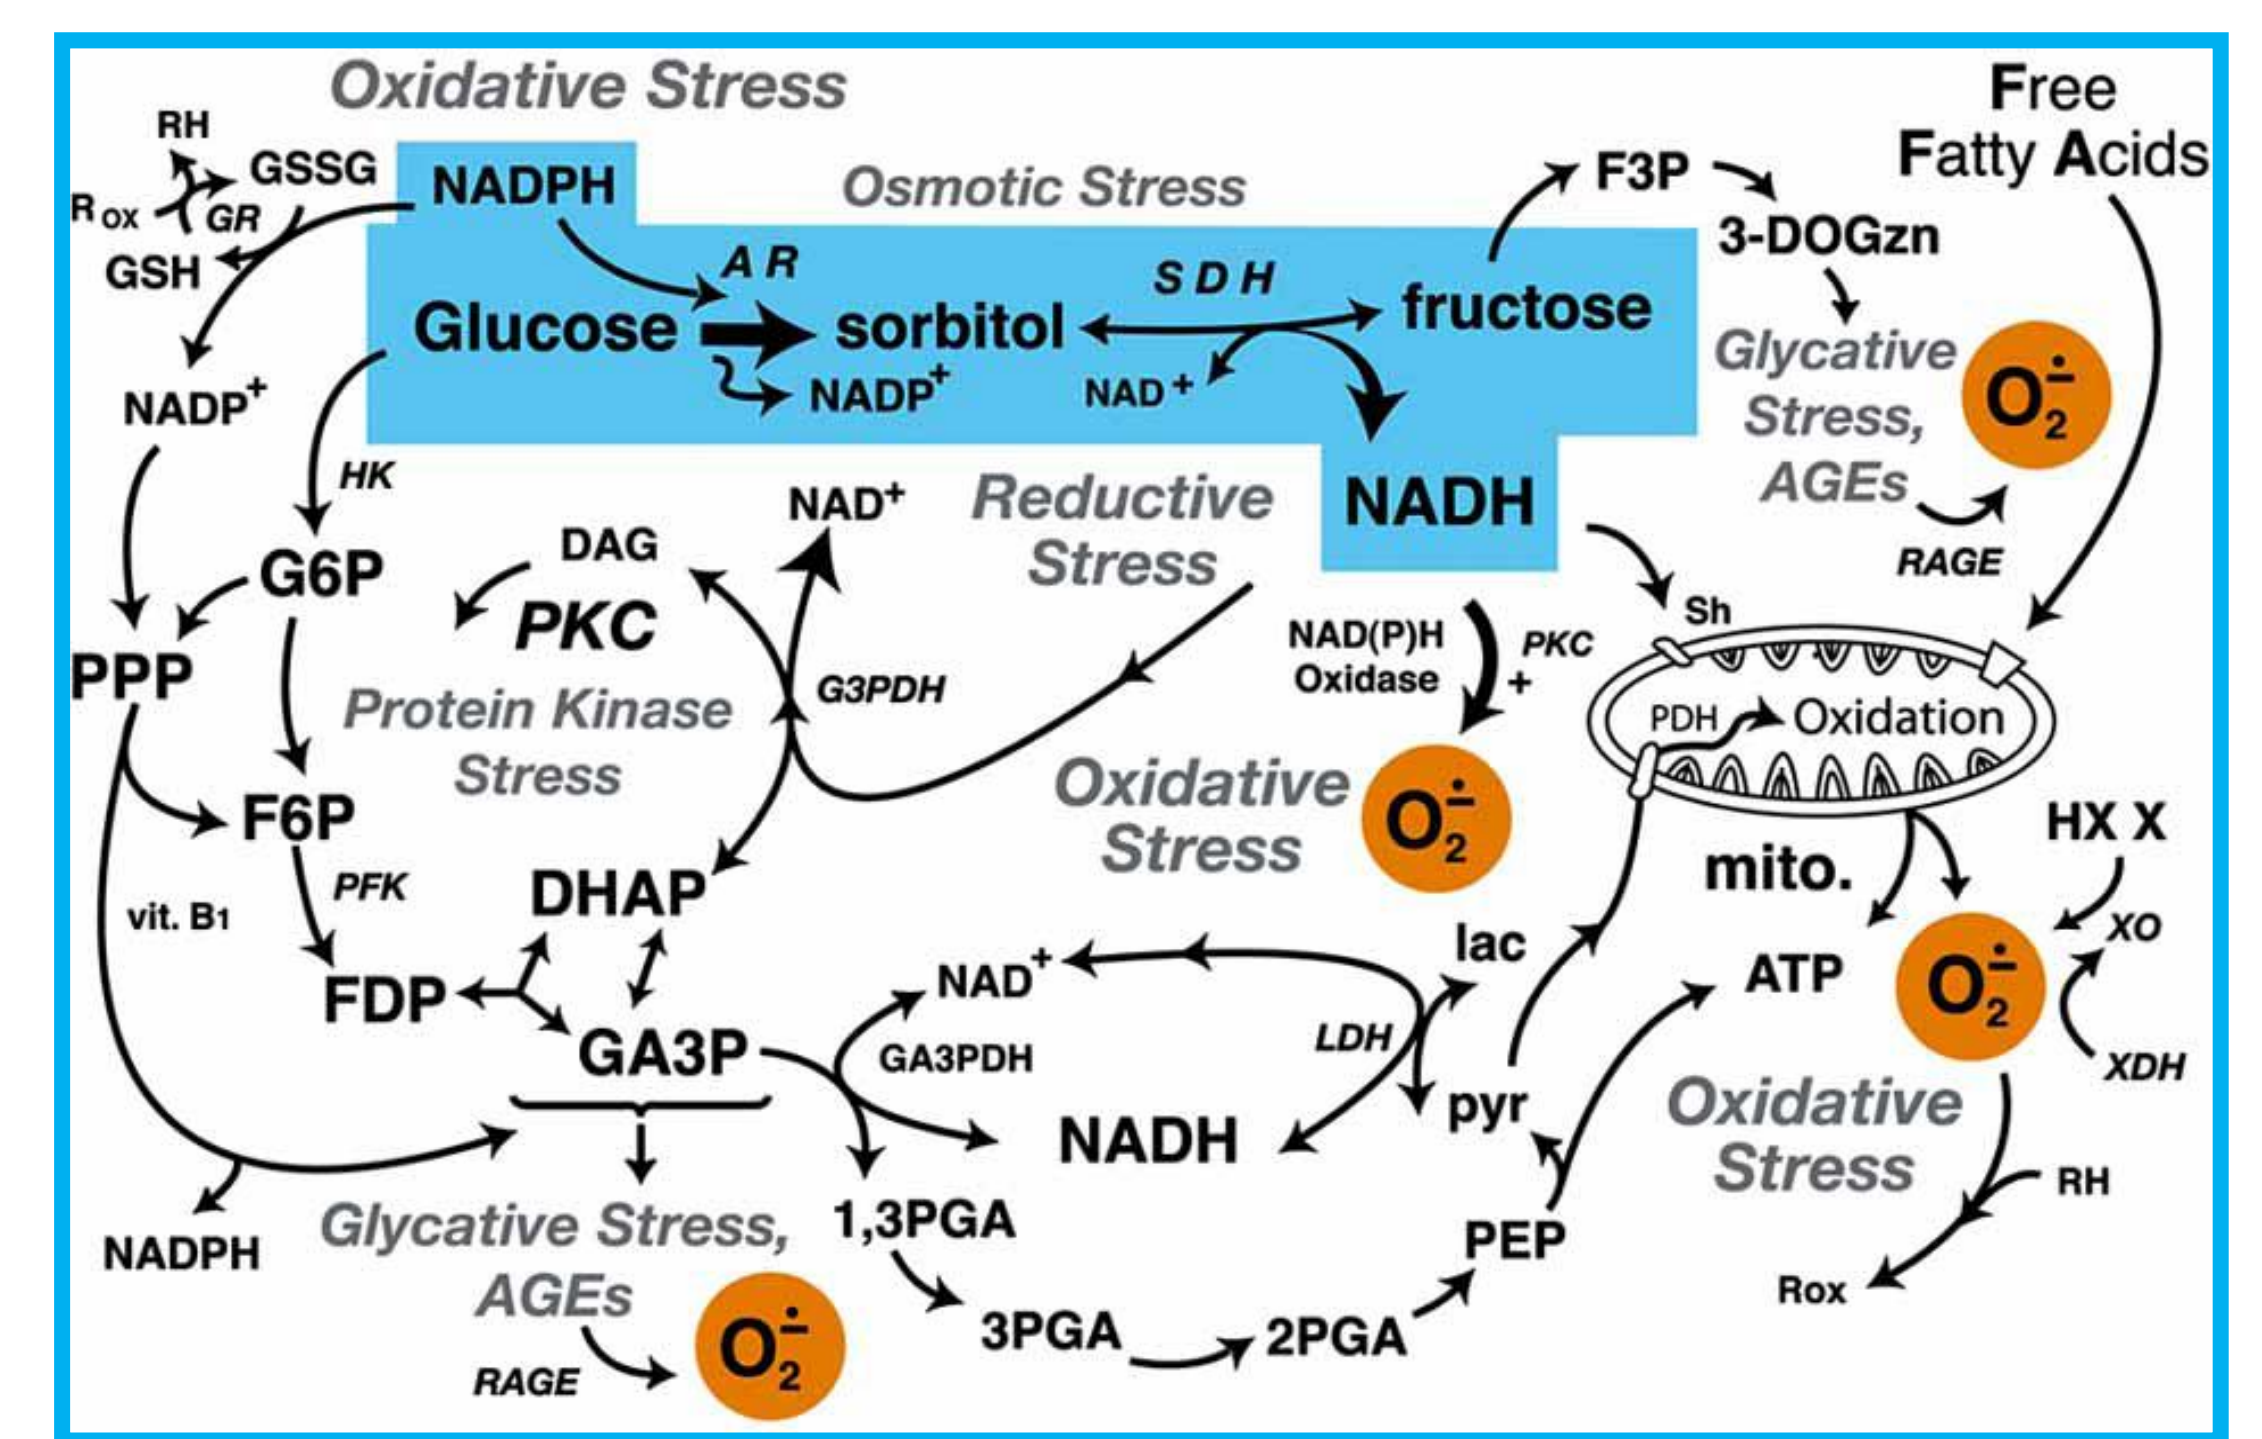 Oxidative Stress
Free
Fatty Acids
RH
GSSG
NADPH
Osmotic Stress
F3P
R OX
GR
GSH
3-DOGzn
A R
S D H
Glucose
sorbitol
fructose
NADP+
NAD+
NADP+
Glycative
Stress,
AGEs
O2∸
RAGE
HK
NAD+
Reductive
Stress
NADH
G6P
DAG
PKC
Sh
NAD(P)H
Oxidase
PKC
+
PPP
G3PDH
Protein Kinase
Stress
PDH
Oxidation
Oxidative
Stress
O2∸
F6P
HX X
mito.
PFK
DHAP
vit. B1
XO
lac
NAD+
ATP
O2∸
FDP
LDH
GA3P
GA3PDH
XDH
pyr
NADH
Oxidative
Stress
RH
NADPH
Glycative Stress,
AGEs
1,3PGA
PEP
Rox
3PGA
2PGA
O2∸
RAGE